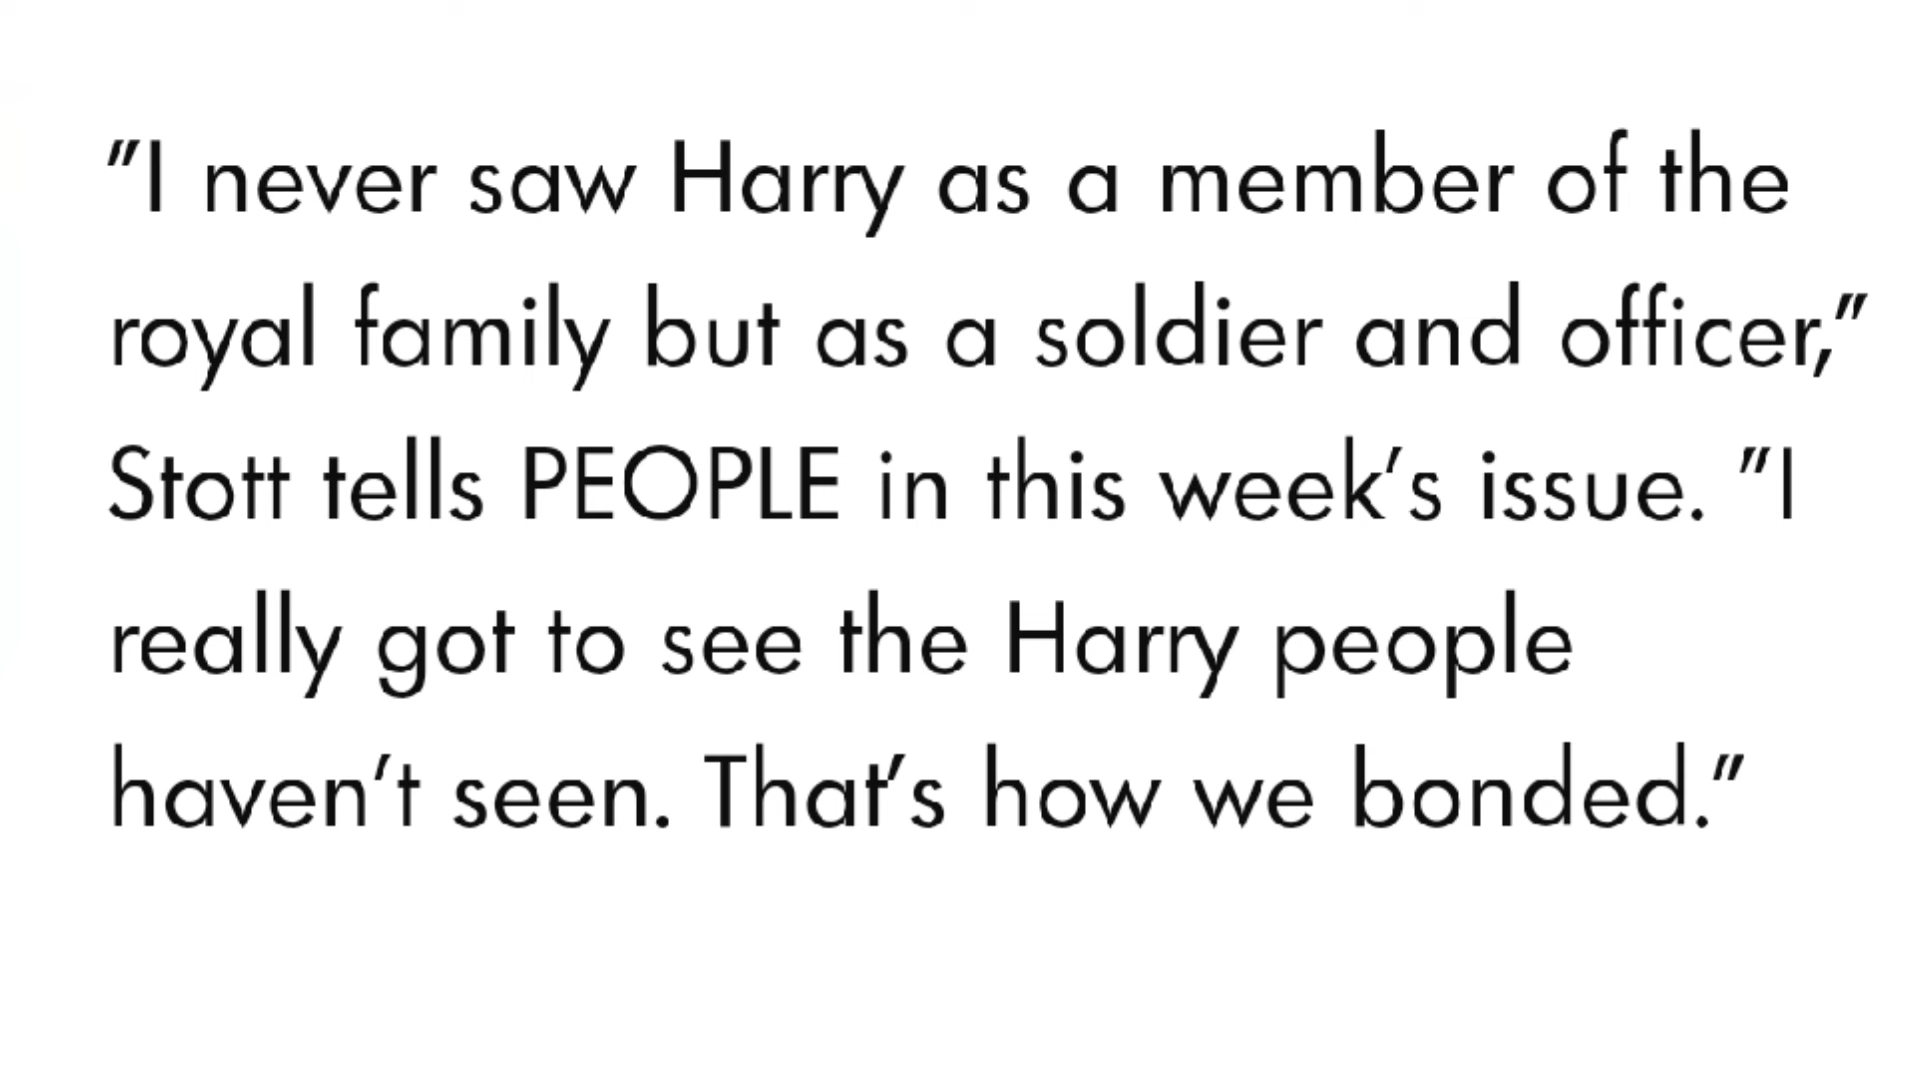 "I never saw Harry as a member of the
royal family but as a soldier and officer,"
Stott tells PEOPLE in this week's issue. "I
really got to see the Harry people
haven't seen. That's how we bonded."